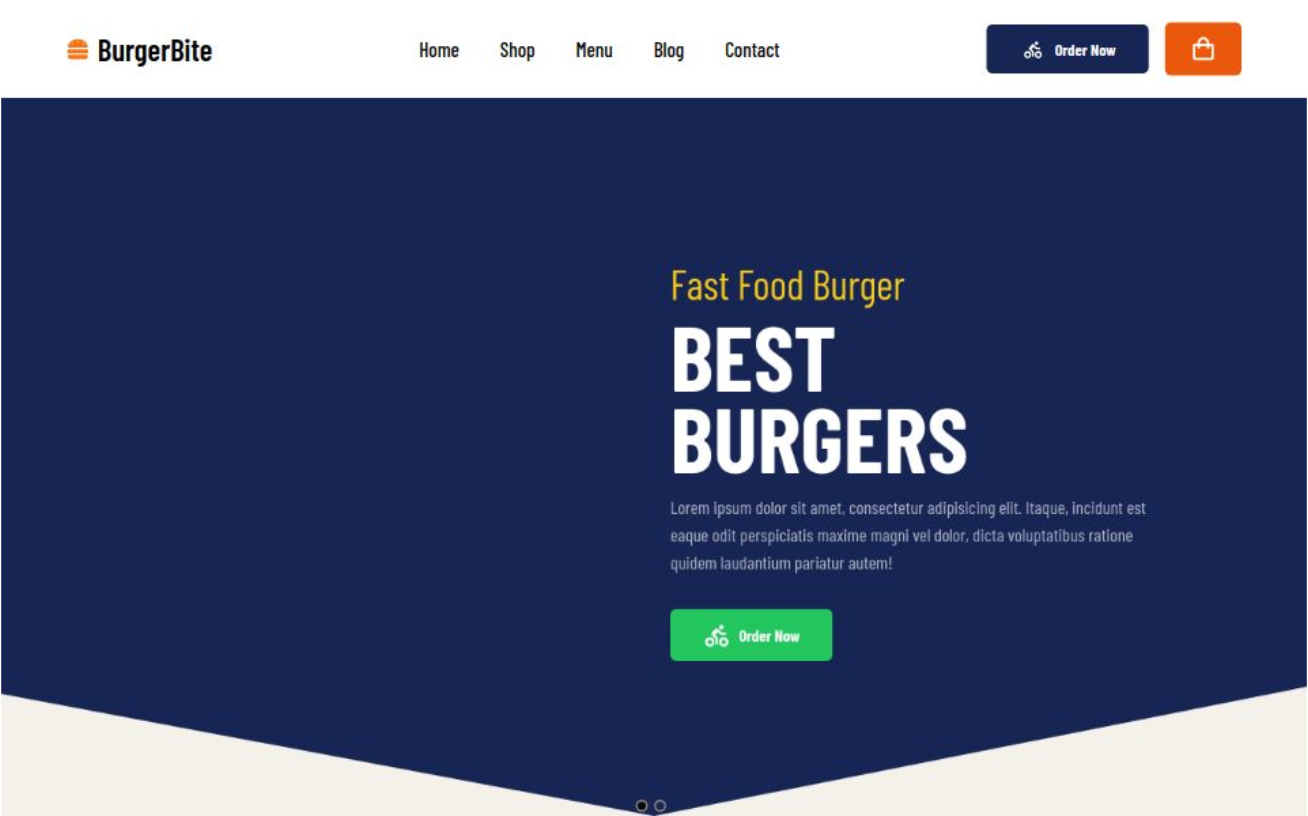 BurgerBite
Home
Shop
Menu
Blog
Contact
Order Now
Fast Food Burger
BEST
BURGERS
Lorem ipsum dolor sit amet, consectetur adipisicing elit. Itaque, incidunt est
eaque odit perspiciatis maxime magni vel dolor, dicta voluptatibus ratione
quidem laudantium pariatur autem!
Order Now